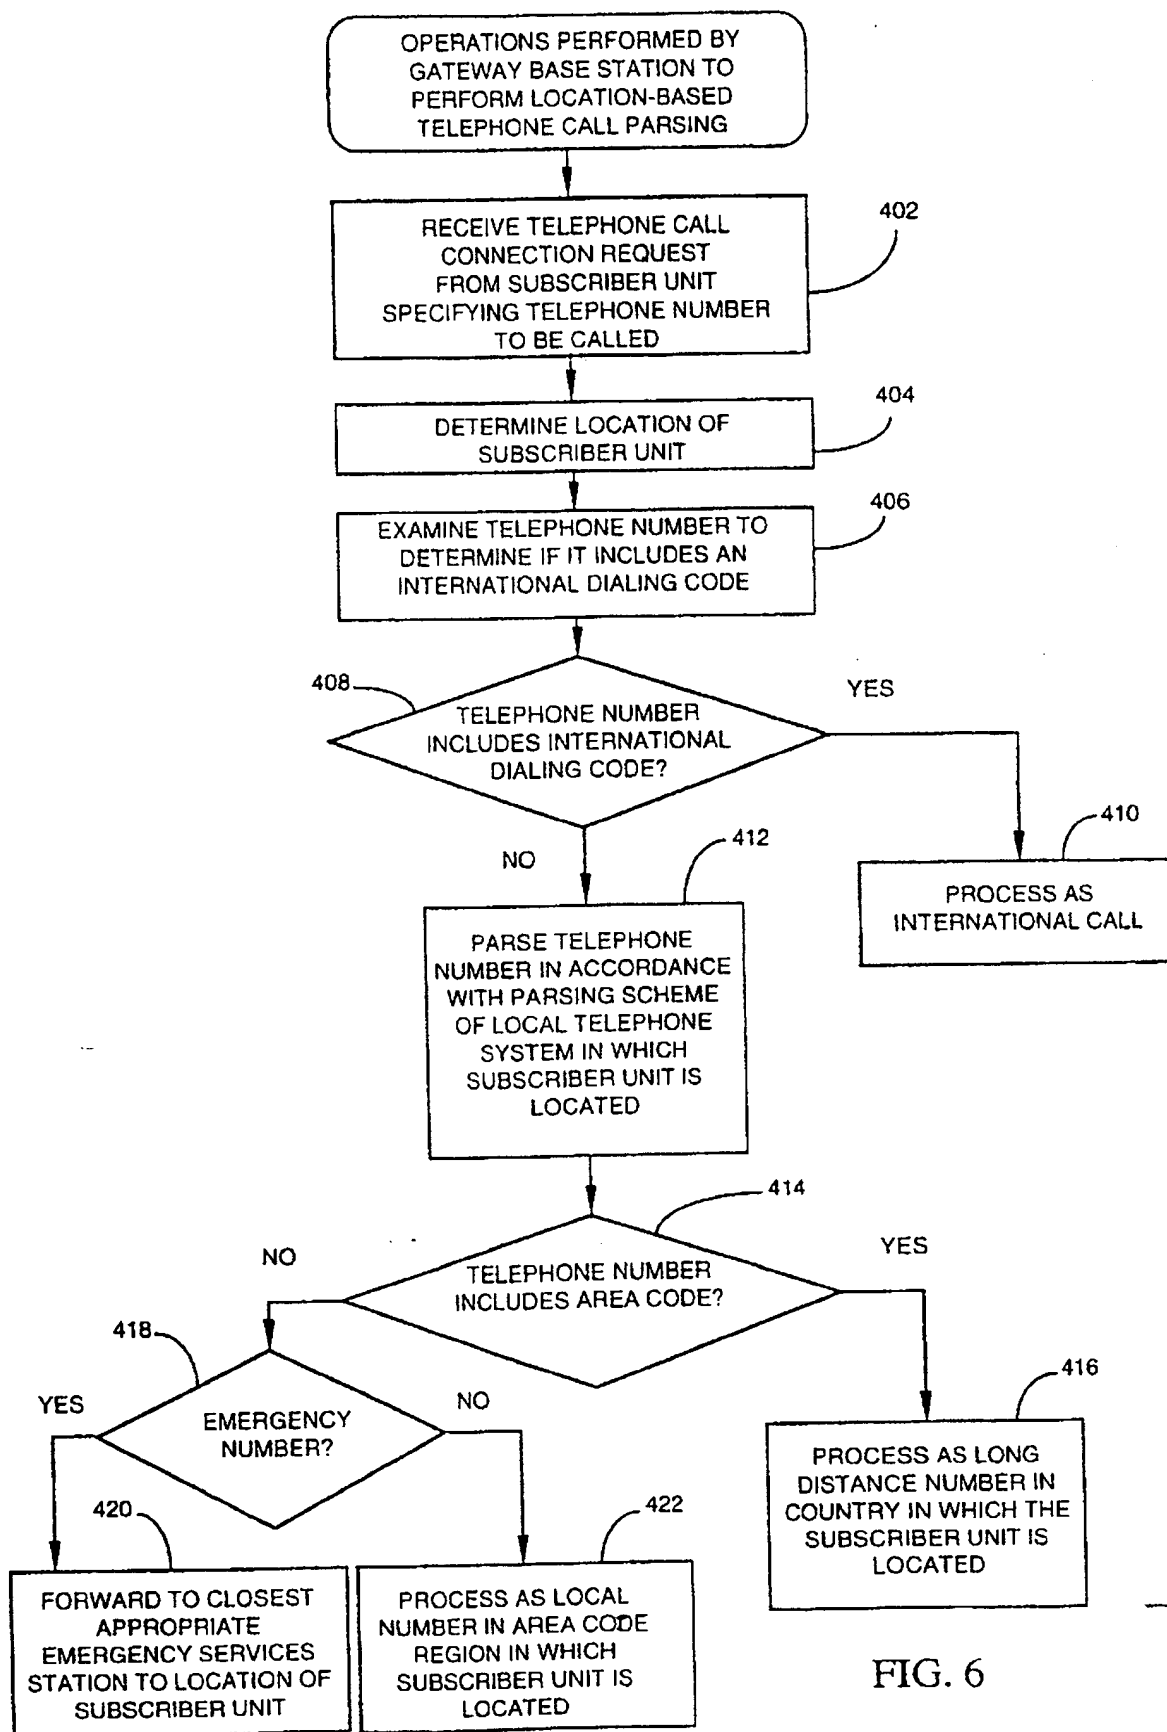 OPERATIONS PERFORMED BY
GATEWAY BASE STATION TO
PERFORM LOCATION-BASED
TELEPHONE CALL PARSING
402
RECEIVE TELEPHONE CALL
CONNECTION REQUEST
FROM SUBSCRIBER UNIT
SPECIFYING TELEPHONE NUMBER
TO BE CALLED
404
DETERMINE LOCATION OF
SUBSCRIBER UNIT
406
EXAMINE TELEPHONE NUMBER TO
DETERMINE IF IT INCLUDES AN
INTERNATIONAL DIALING CODE
408
YES
TELEPHONE NUMBER
INCLUDES INTERNATIONAL
DIALING CODE?
410
NO
412
PROCESS AS
INTERNATIONAL CALL
PARSE TELEPHONE
NUMBER IN ACCORDANCE
WITH PARSING SCHEME
OF LOCAL TELEPHONE
SYSTEM IN WHICH
SUBSCRIBER UNIT IS
LOCATED
414
NO
YES
TELEPHONE NUMBER
INCLUDES AREA CODE?
418
416
YES
NO
EMERGENCY
NUMBER?
PROCESS AS LONG
DISTANCE NUMBER IN
COUNTRY IN WHICH THE
SUBSCRIBER UNIT IS
LOCATED
420
422
FORWARD TO CLOSEST
APPROPRIATE
EMERGENCY SERVICES
STATION TO LOCATION OF
SUBSCRIBER UNIT
PROCESS AS LOCAL
NUMBER IN AREA CODE
REGION IN WHICH
SUBSCRIBER UNIT IS
LOCATED
FIG. 6